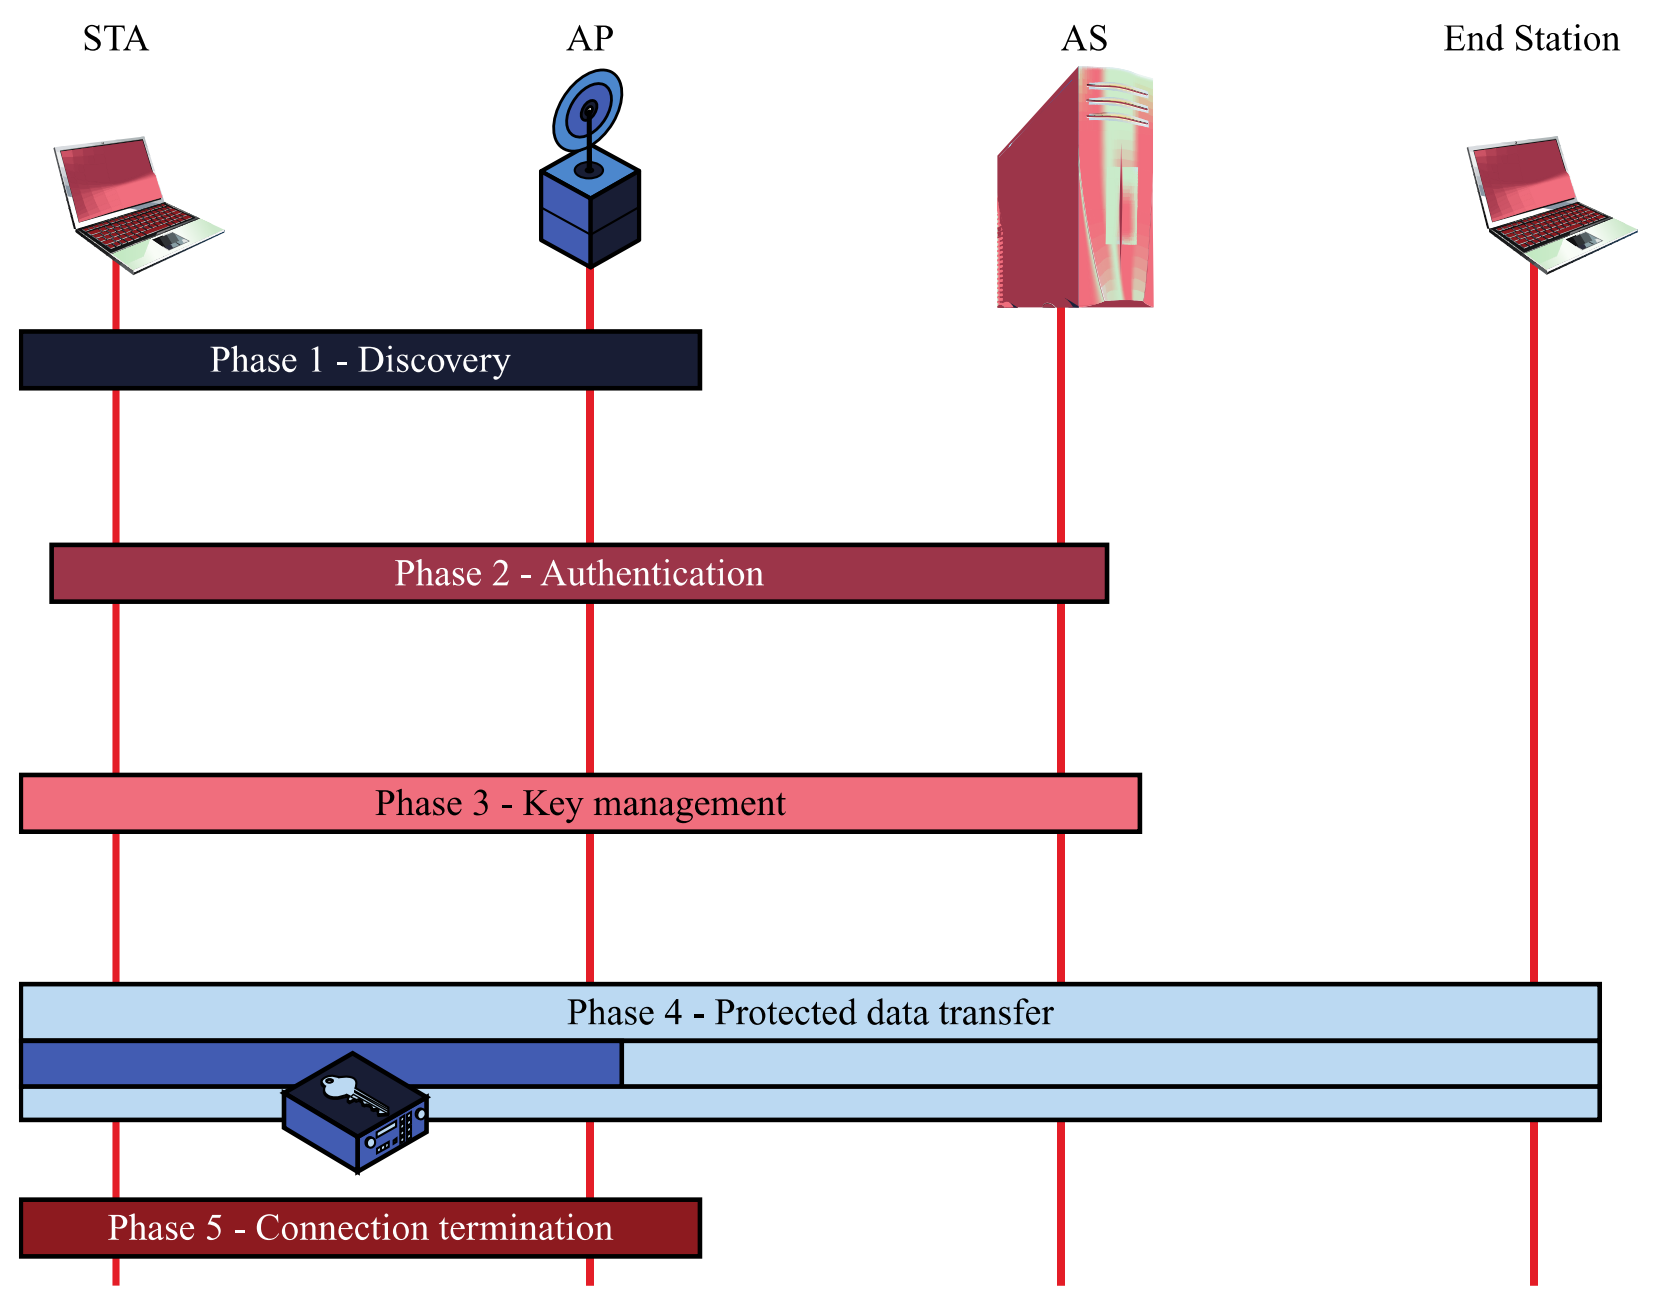 STA
AP
AS
End Station
Phase 1 - Discovery
Phase 2 - Authentication
Phase 3 - Key management
Phase 4 - Protected data transfer
Phase 5 - Connection termination